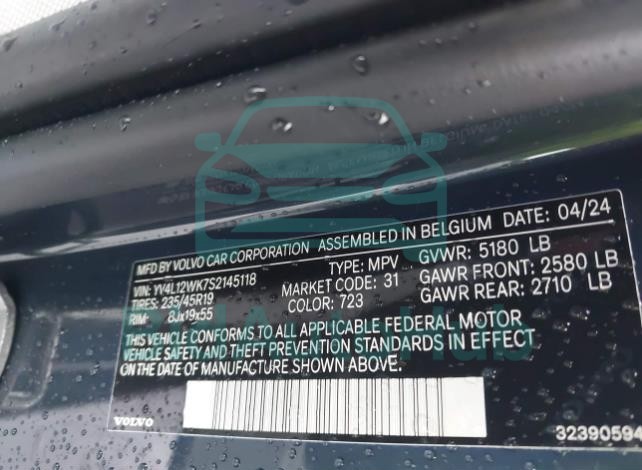 MFD BY VOLVO CAR CORPORATION ASSEMBLED IN BELGIUM DATE: 04/24
VIN: YV4L12WK7S2145118 TYPE: MPV GVWR: 5180 LB
TIRES: 235/45R19 MARKET CODE: 31 GAWR FRONT: 2580 LB
RIM: 8Jx19x55 COLOR: 723 GAWR REAR: 2710 LB
THIS VEHICLE CONFORMS TO ALL APPLICABLE FEDERAL MOTOR
VEHICLE SAFETY AND THEFT PREVENTION STANDARDS IN EFFECT
ON THE DATE OF MANUFACTURE SHOWN ABOVE.
VOLVO 32390594